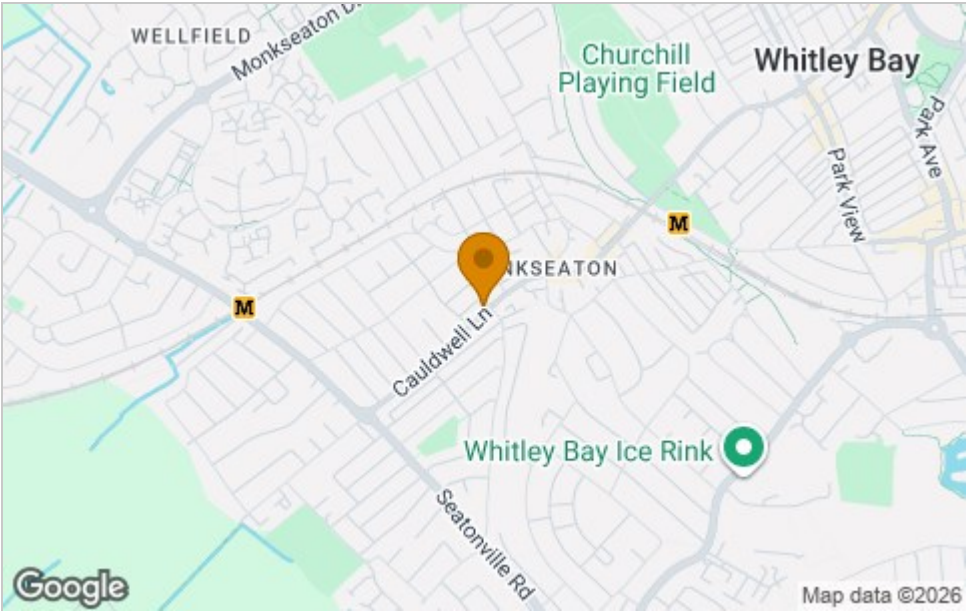 WELLFIELD
Monkseaton D
Churchill
Playing Field
Whitley Bay
Park Ave
Park View
M
NKSEATON
M
Cauldwell Ln
Whitley Bay Ice Rink
Seatonville Rd
Google
Map data ©2026